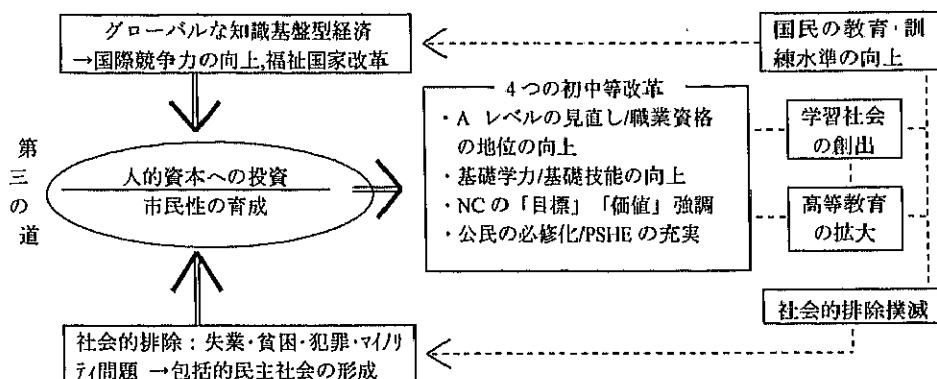 グローバルな知識基盤型経済
→国際競争力の向上,福祉国家改革
国民の教育・訓
練水準の向上
第三の道
人的資本への投資
市民性の育成
4つの初中等改革
・A レベルの見直し/職業資格
の地位の向上
・基礎学力/基礎技能の向上
・NCの「目標」「価値」強調
・公民の必修化/PSHEの充実
学習社会
の創出
高等教育
の拡大
社会的排除撲滅
社会的排除：失業・貧困・犯罪・マイノリ
ティ問題 →包括的民主社会の形成